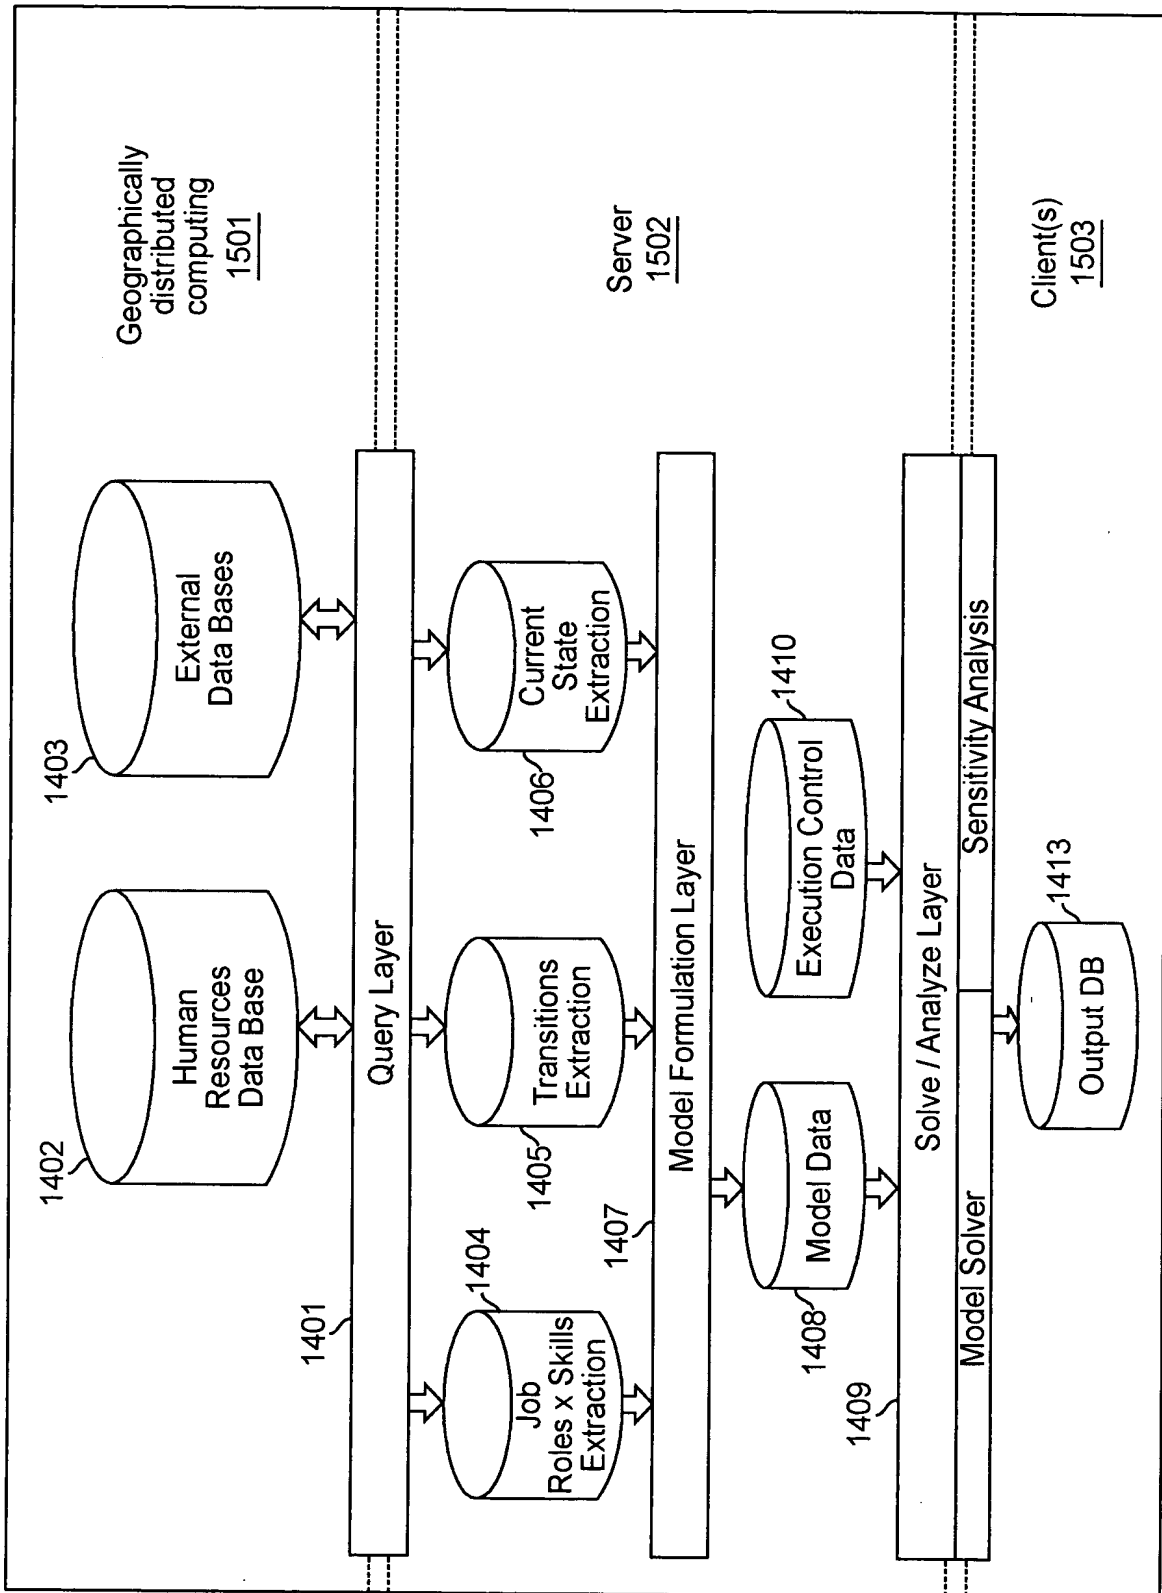 1402
Human
Resources
Data Base
1403
External
Data Bases
Geographically
distributed
computing
1501
1401
Query Layer
1404
Job
Roles x Skills
Extraction
1405
Transitions
Extraction
1406
Current
State
Extraction
Server
1502
1407
Model Formulation Layer
1408
Model Data
Execution Control
Data
1410
1409
Solve / Analyze Layer
Model Solver
Sensitivity Analysis
Output DB
1413
Client(s)
1503